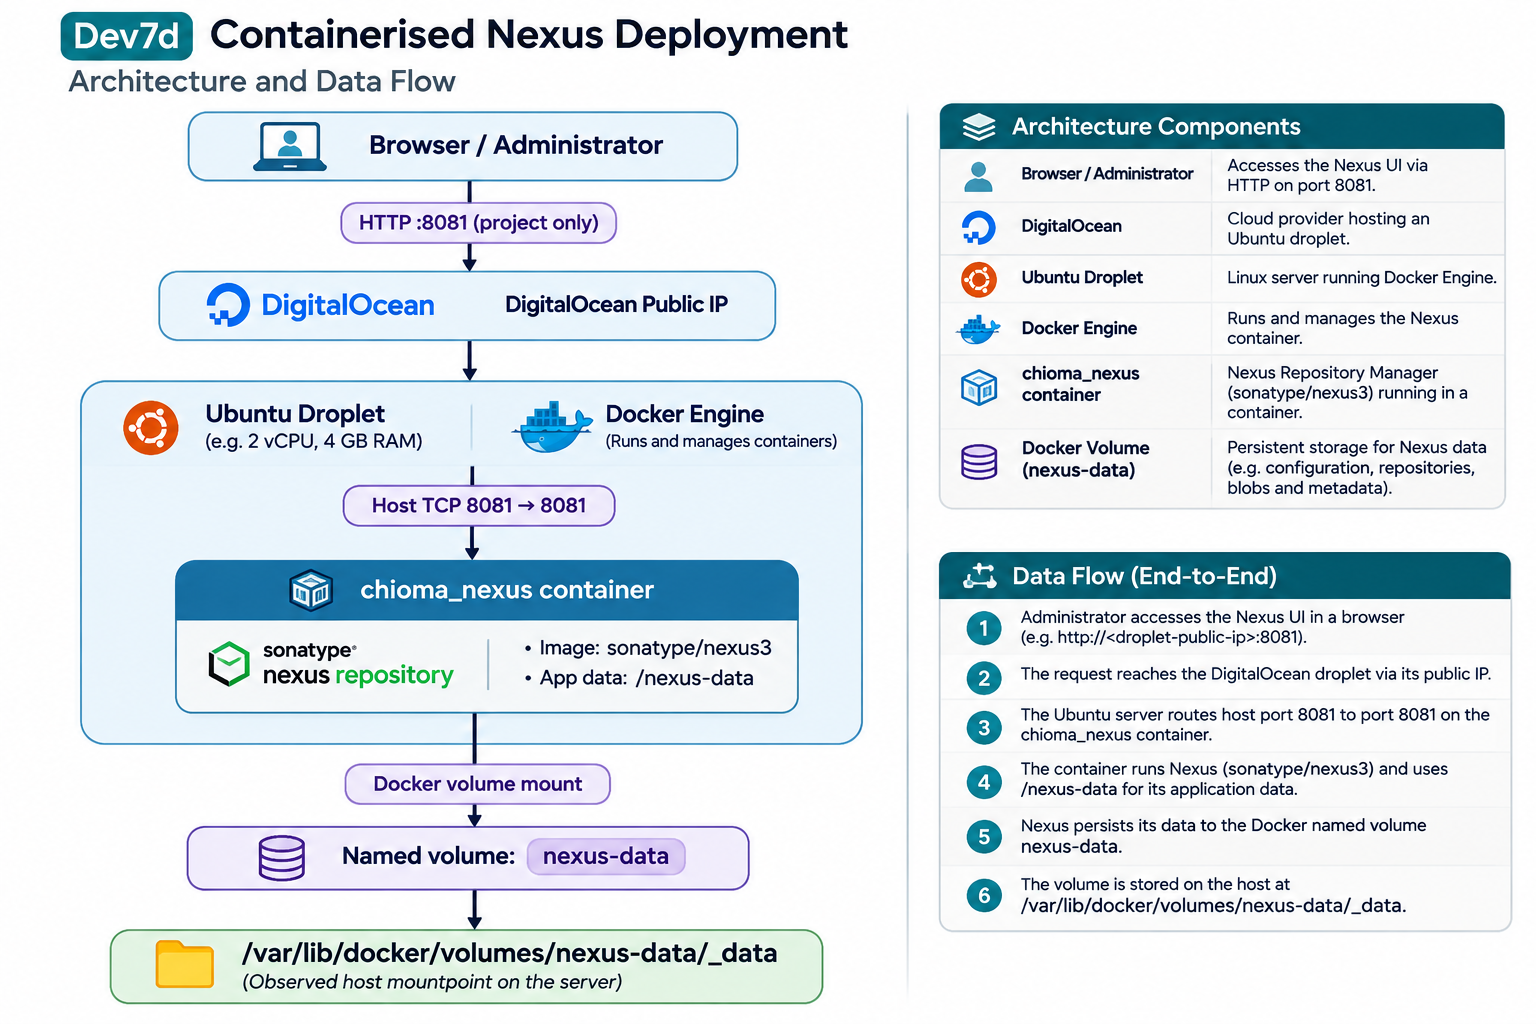 Dev7d Containerised Nexus Deployment
Architecture and Data Flow
Browser / Administrator
HTTP :8081 (project only)
DigitalOcean
DigitalOcean Public IP
Ubuntu Droplet
(e.g. 2 vCPU, 4 GB RAM)
Docker Engine
(Runs and manages containers)
Host TCP 8081 → 8081
chioma_nexus container
sonatype®
nexus repository
• Image: sonatype/nexus3
• App data: /nexus-data
Docker volume mount
Named volume: nexus-data
/var/lib/docker/volumes/nexus-data/_data
(Observed host mountpoint on the server)
Architecture Components
Browser / Administrator
Accesses the Nexus UI via
HTTP on port 8081.
DigitalOcean
Cloud provider hosting an
Ubuntu droplet.
Ubuntu Droplet
Linux server running Docker Engine.
Docker Engine
Runs and manages the Nexus
container.
chioma_nexus
container
Nexus Repository Manager
(sonatype/nexus3) running in a
container.
Docker Volume
(nexus-data)
Persistent storage for Nexus data
(e.g. configuration, repositories,
blobs and metadata).
Data Flow (End-to-End)
1
Administrator accesses the Nexus UI in a browser
(e.g. http://<droplet-public-ip>:8081).
2
The request reaches the DigitalOcean droplet via its public IP.
3
The Ubuntu server routes host port 8081 to port 8081 on the
chioma_nexus container.
4
The container runs Nexus (sonatype/nexus3) and uses
/nexus-data for its application data.
5
Nexus persists its data to the Docker named volume
nexus-data.
6
The volume is stored on the host at
/var/lib/docker/volumes/nexus-data/_data.